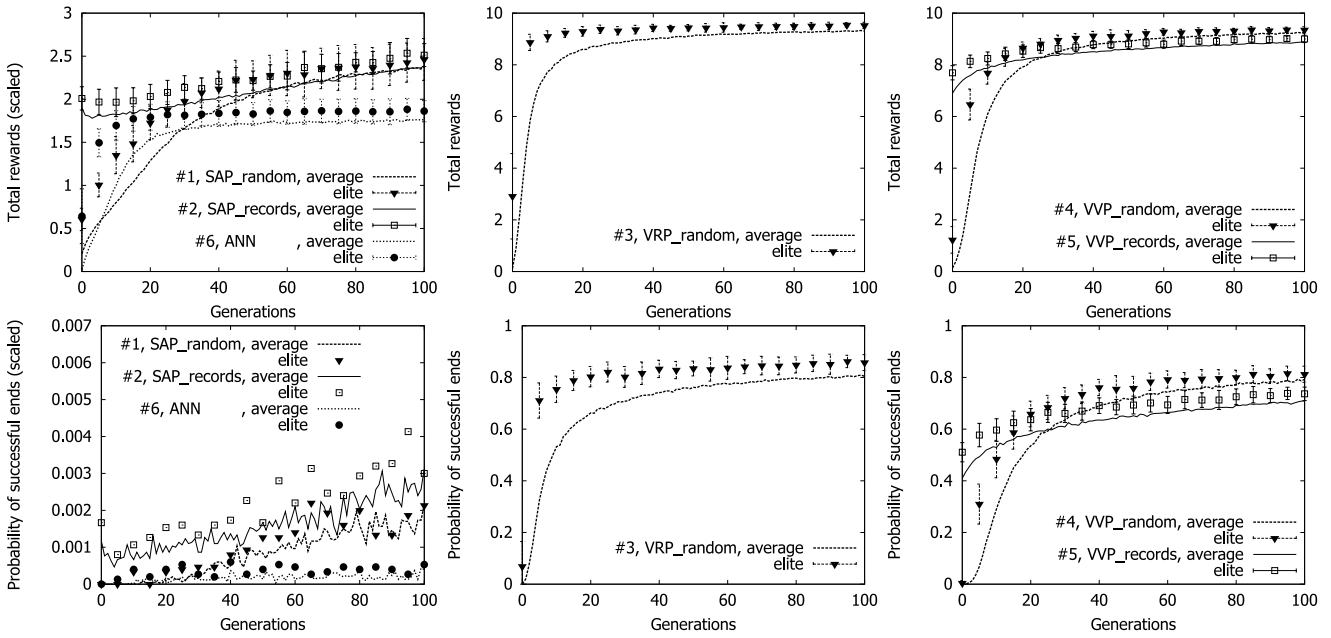 Total rewards (scaled)
3
2.5
2
1.5
1
0.5
0
#1, SAP_random, average
elite
#2, SAP_records, average
elite
#6, ANN , average
elite
0 20 40 60 80 100
Generations
Total rewards
10
8
6
4
2
0
#3, VRP_random, average
elite
0 20 40 60 80 100
Generations
Total rewards
10
8
6
4
2
0
#4, VVP_random, average
elite
#5, VVP_records, average
elite
0 20 40 60 80 100
Generations
Probability of successful ends (scaled)
0.007
0.006
0.005
0.004
0.003
0.002
0.001
0
#1, SAP_random, average
elite
#2, SAP_records, average
elite
#6, ANN , average
elite
0 20 40 60 80 100
Generations
Probability of successful ends
1
0.8
0.6
0.4
0.2
0
#3, VRP_random, average
elite
0 20 40 60 80 100
Generations
Probability of successful ends
1
0.8
0.6
0.4
0.2
0
#4, VVP_random, average
elite
#5, VVP_records, average
elite
0 20 40 60 80 100
Generations